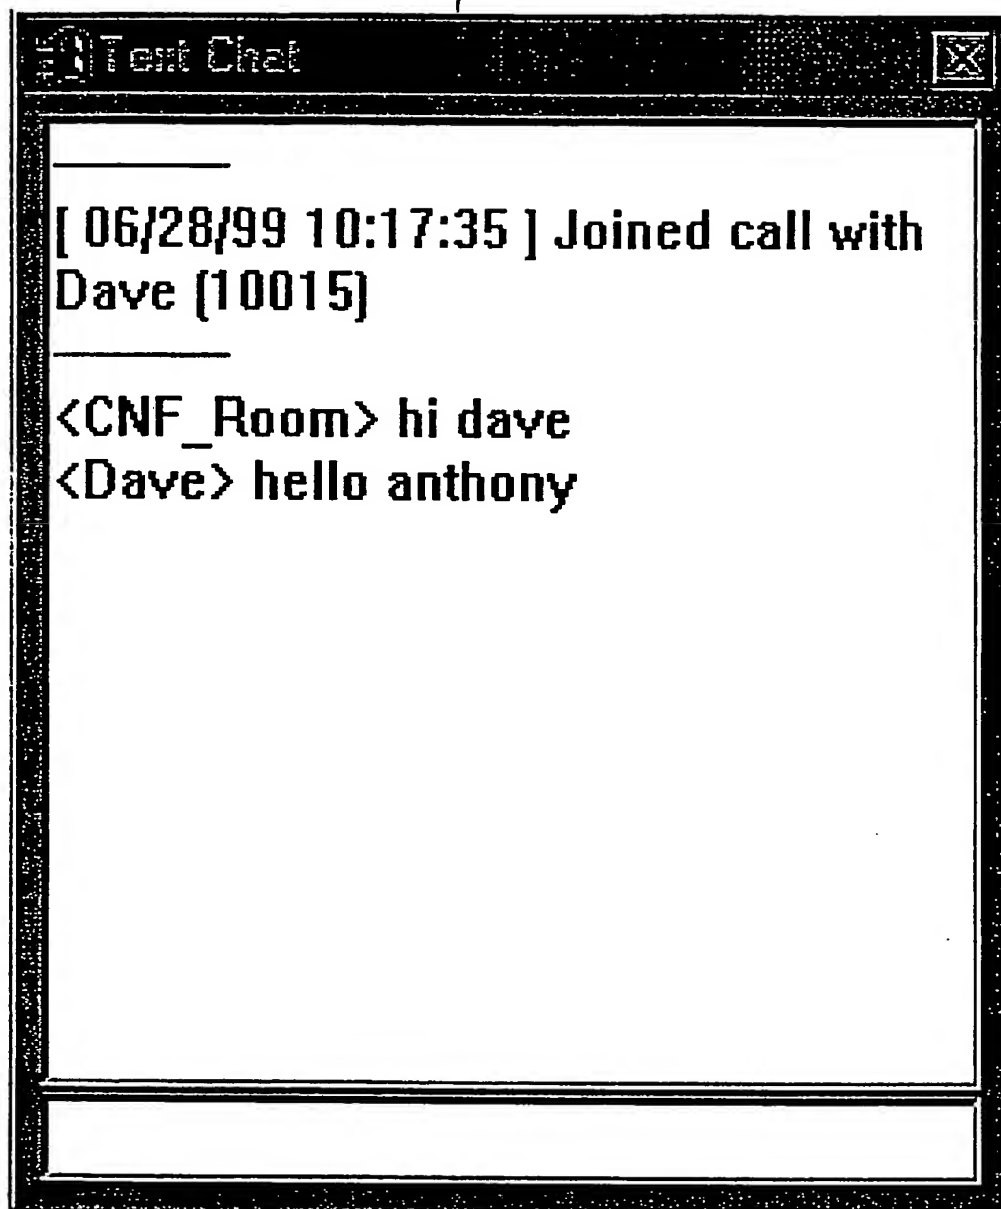 Text Chat
[ 06/28/99 10:17:35 ] Joined call with
Dave [10015]
<CNF_Room> hi dave
<Dave> hello anthony